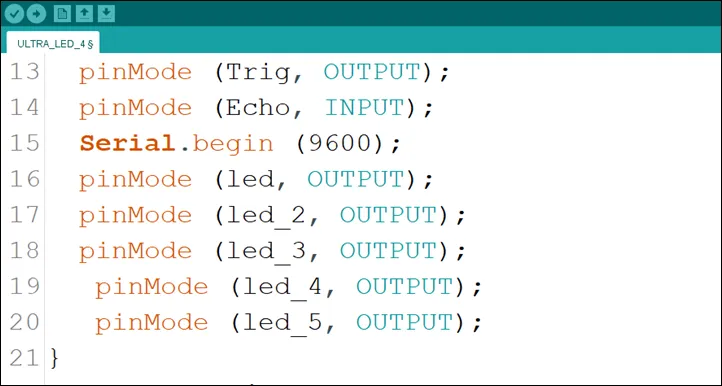 ULTRA_LED_4 §
13 pinMode (Trig, OUTPUT);
14 pinMode (Echo, INPUT);
15 Serial.begin (9600);
16 pinMode (led, OUTPUT);
17 pinMode (led_2, OUTPUT);
18 pinMode (led_3, OUTPUT);
19 pinMode (led_4, OUTPUT);
20 pinMode (led_5, OUTPUT);
21 }